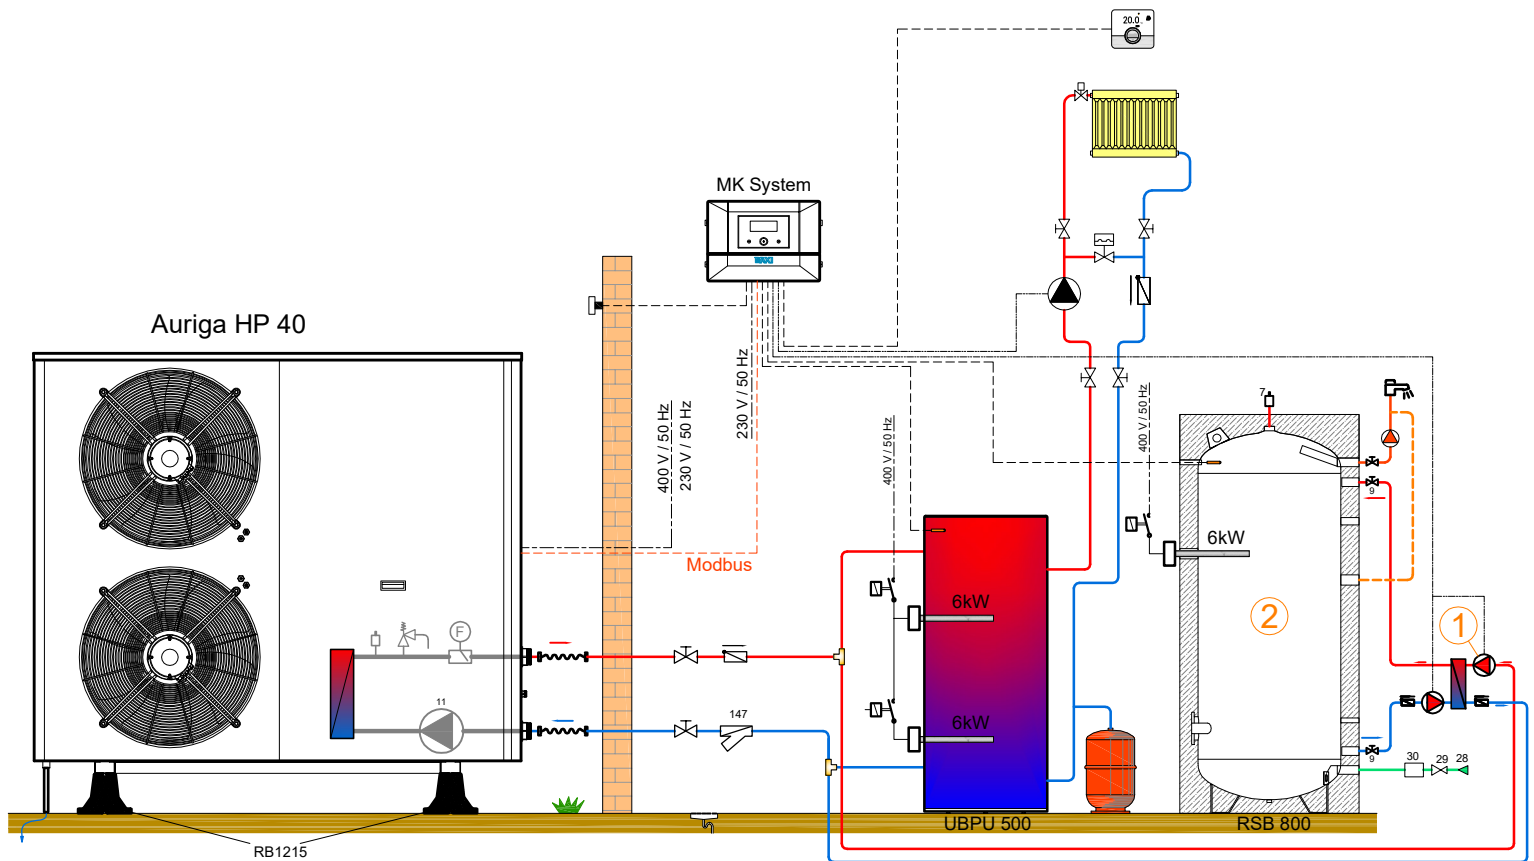 20.0
MK System
BAXI
Auriga HP 40
230 V / 50 Hz
400 V / 50 Hz
230 V / 50 Hz
400 V / 50 Hz
400 V / 50 Hz
Modbus
7
9
6kW
6kW
6kW
F
11
147
2
1
9
30
29
28
UBPU 500
RSB 800
RB1215